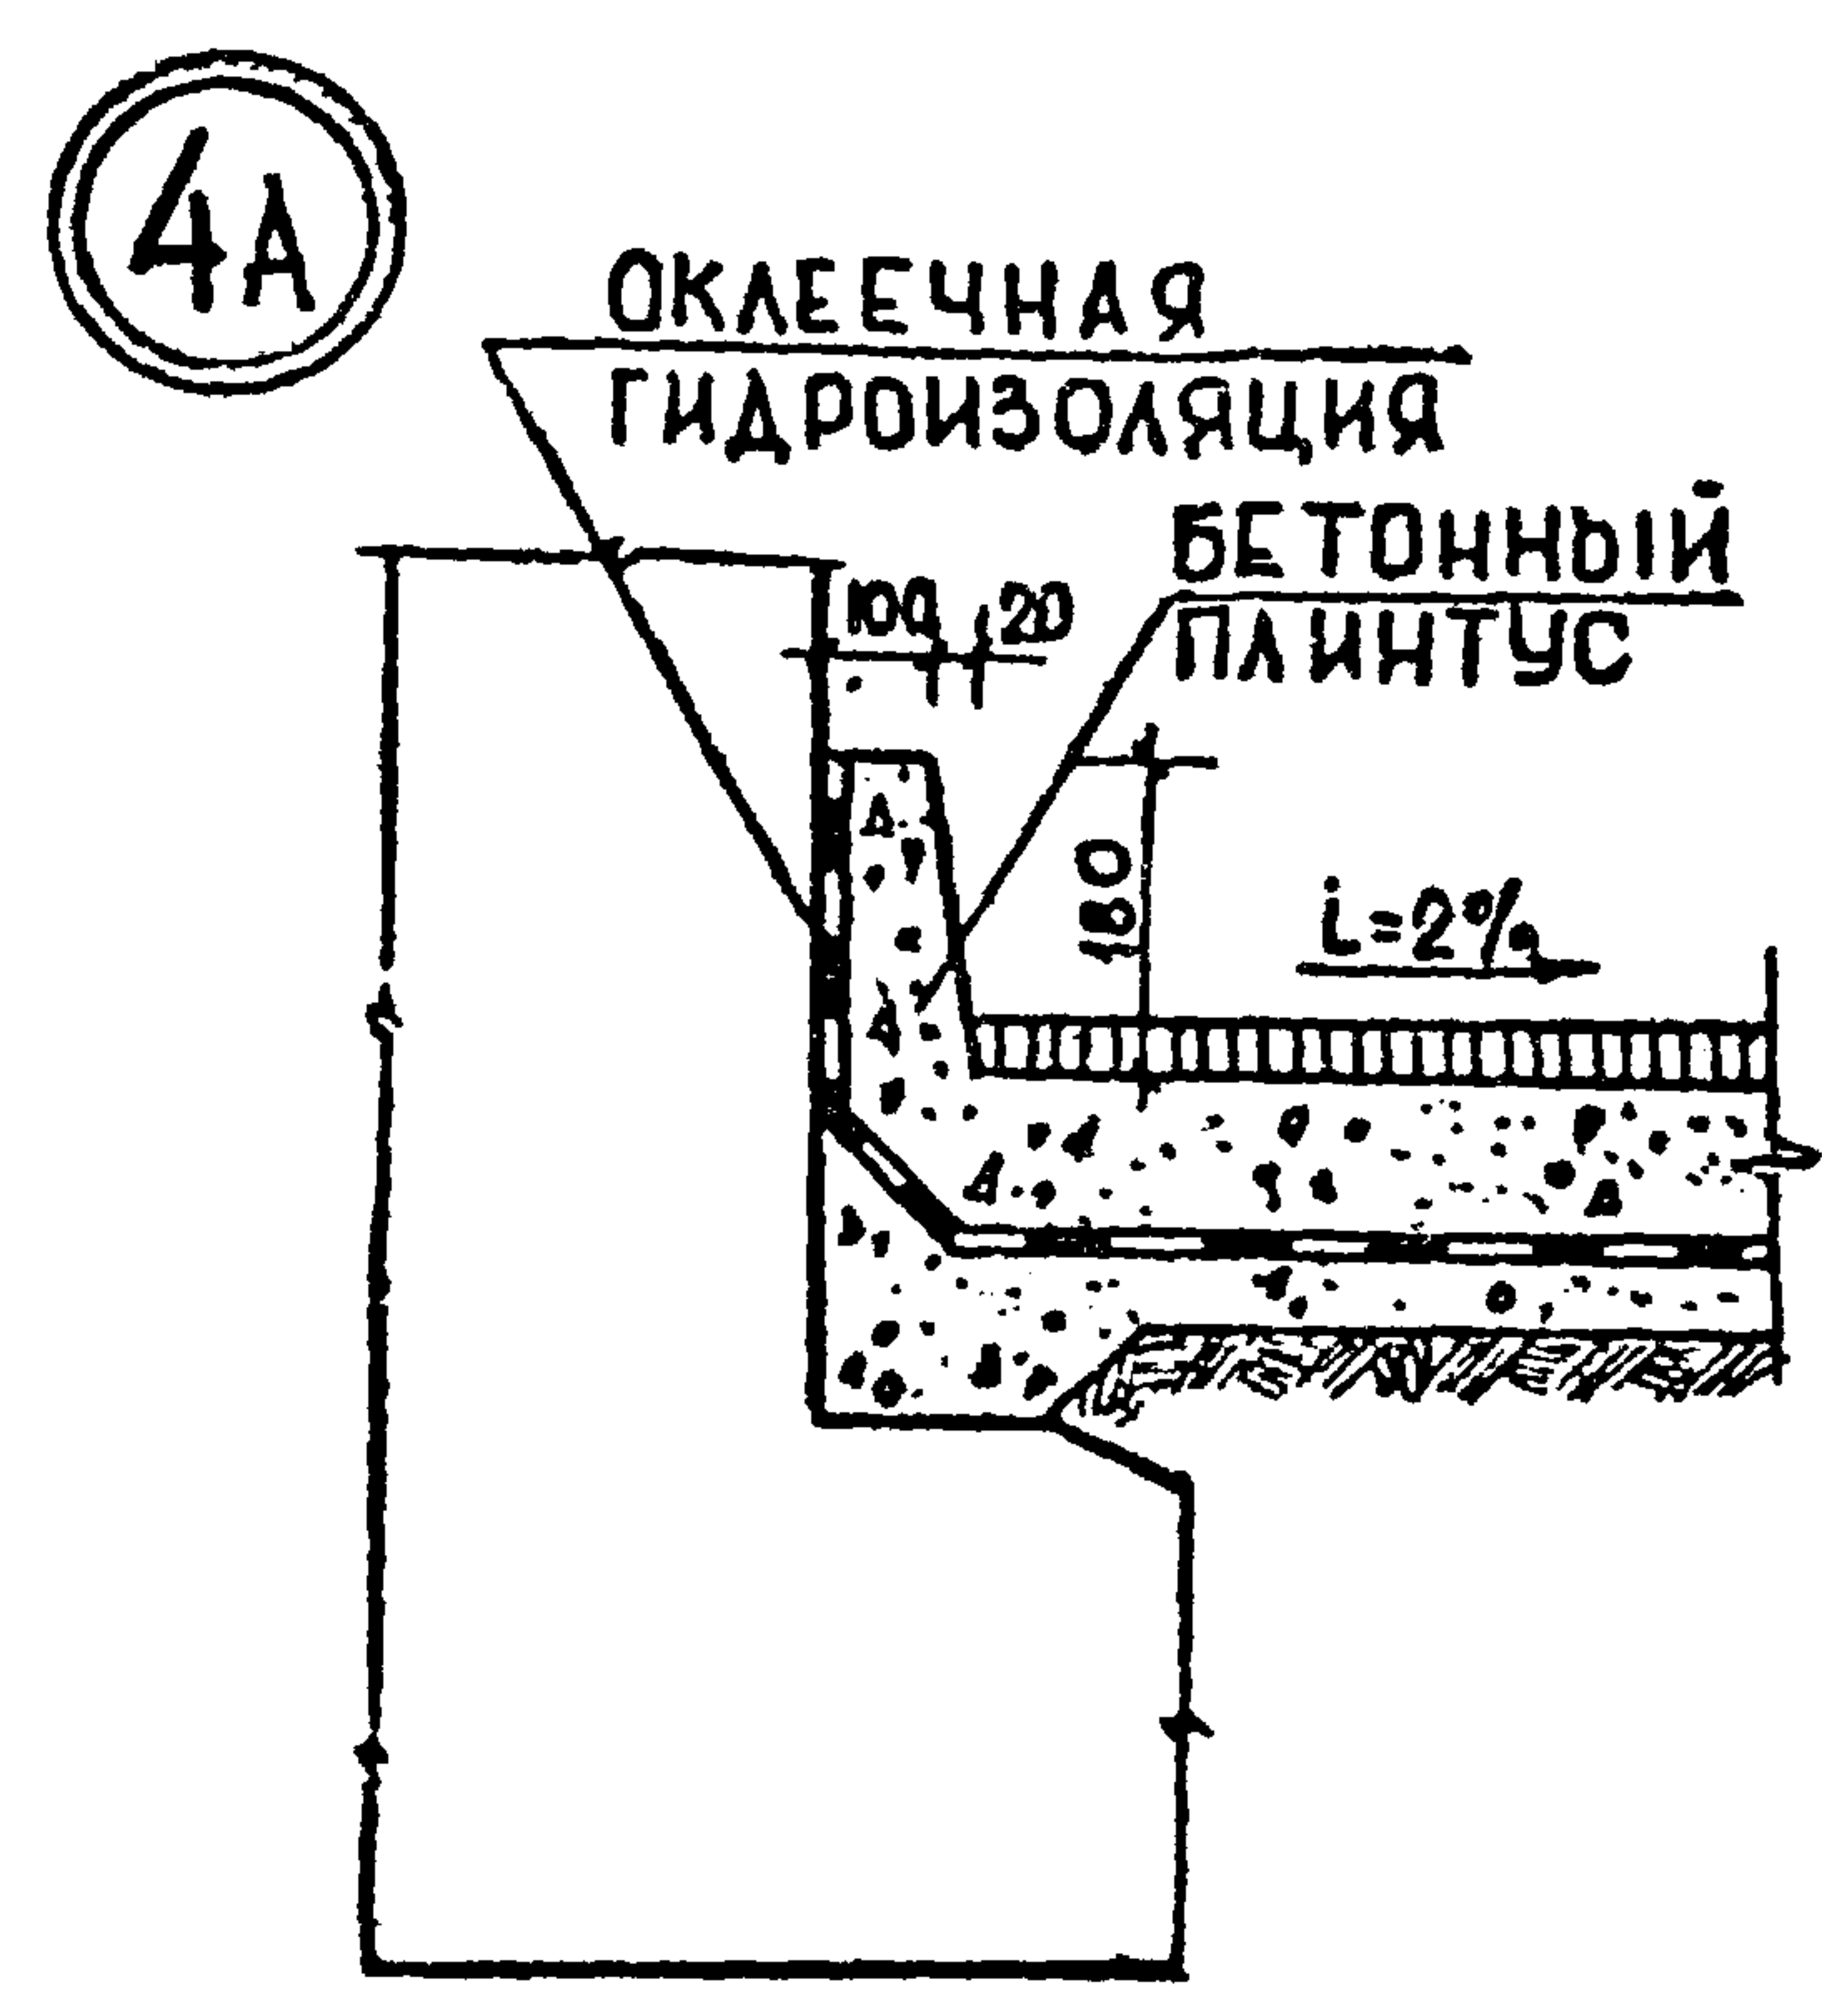 4А
ОКЛЕЕЧНАЯ
ГИДРОИЗОЛЯЦИЯ
БЕТОННЫЙ
ПЛИНТУС
100 20
180
i=2%